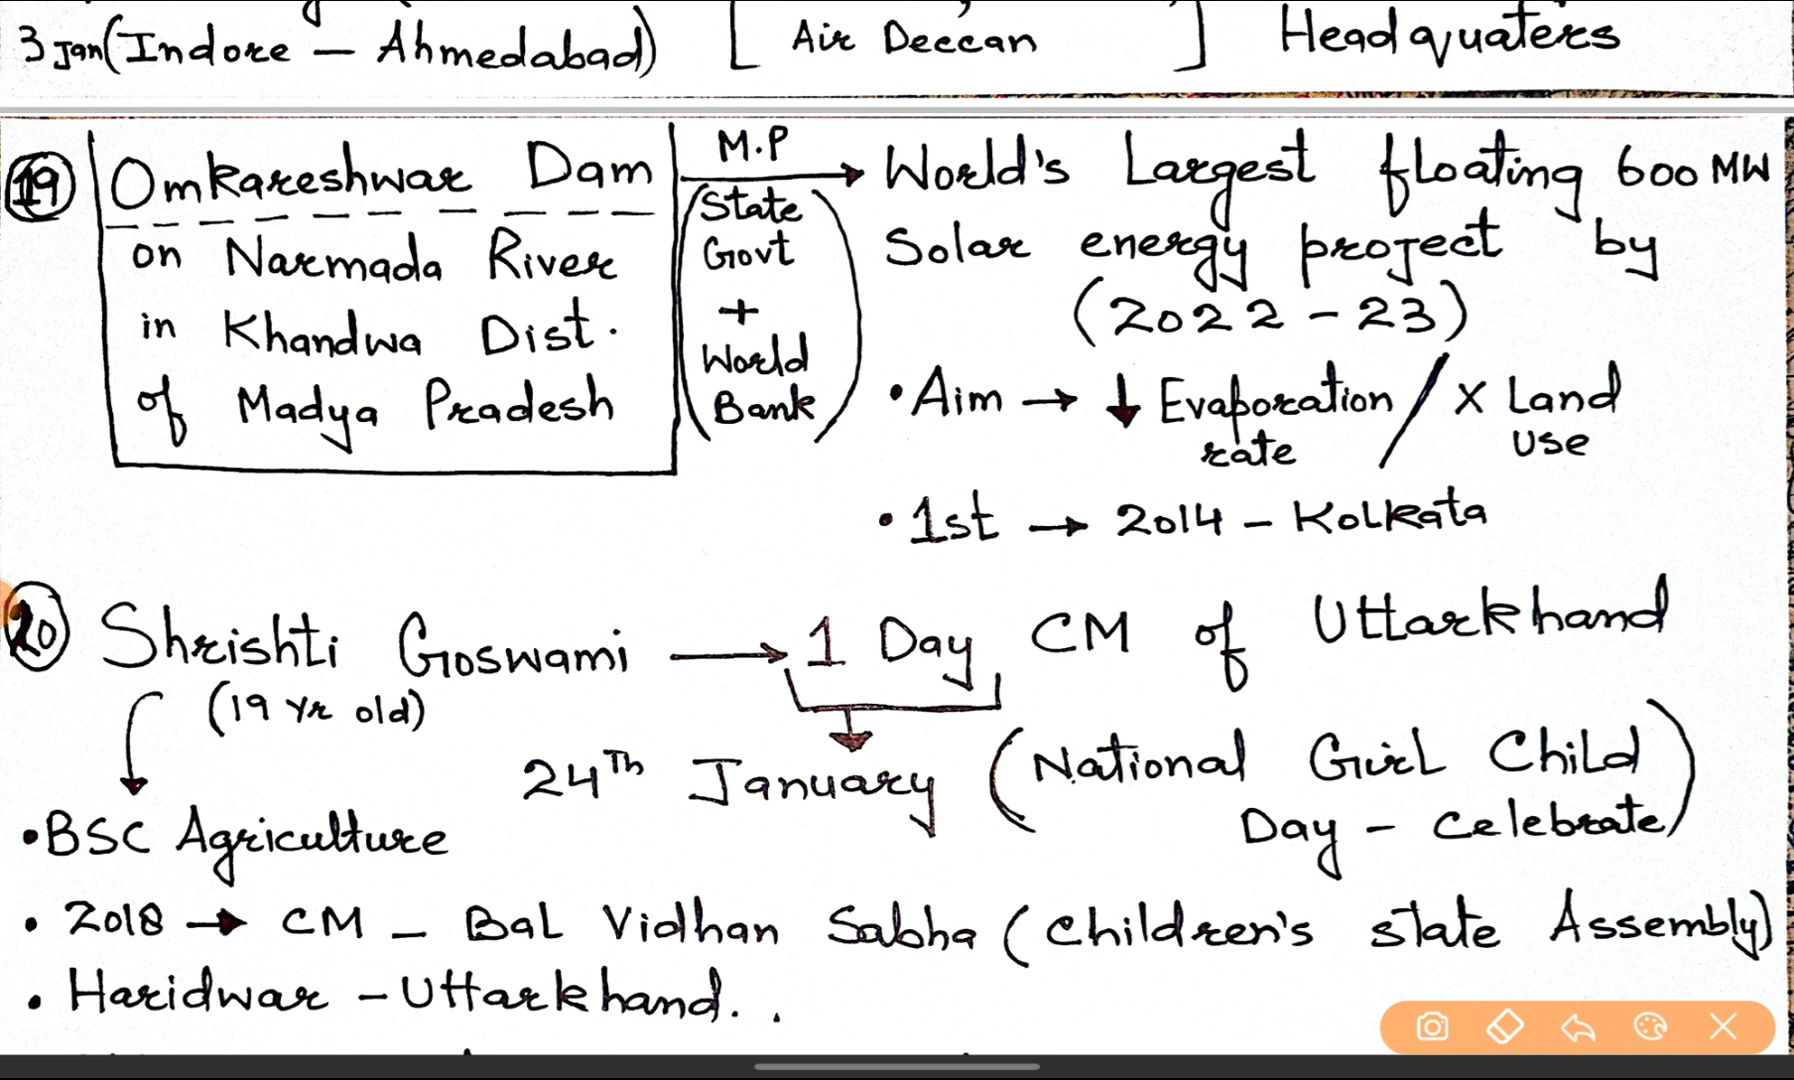 3 Jan (Indore - Ahmedabad) [ Air Deccan ] Headquaters
19 Omkareshwar Dam
on Narmada River
in Khandwa Dist.
of Madya Pradesh
M.P
(State
Govt
+
World
Bank)
World's Largest floating 600 MW
Solar energy project by
(2022-23)
• Aim → ↓ Evaporation / x Land
rate use
• 1st → 2014 - Kolkata
20 Shrishti Goswami → 1 Day CM of Uttarkhand
(19 Yr old)
24Th January (National Girl Child
Day - Celebrate)
• BSC Agriculture
• 2018 → CM - Bal Vidhan Sabha (Children's state Assembly)
• Haridwar - Uttarkhand..